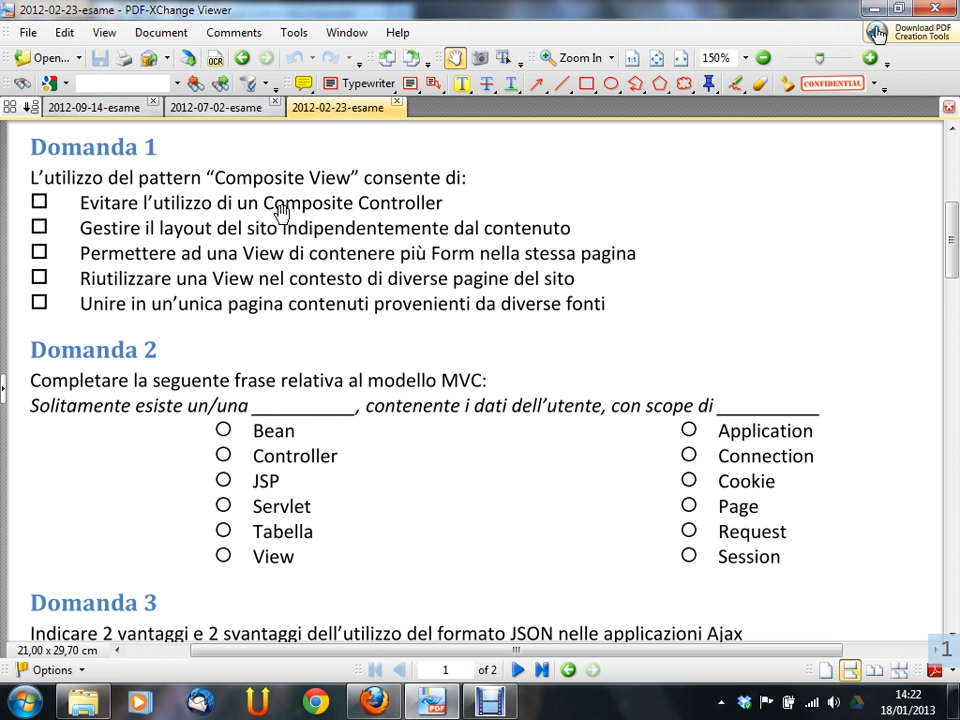 2012-02-23-esame - PDF-XChange Viewer
File Edit View Document Comments Tools Window Help
Download PDF Creation Tools
Open... OCR Zoom In 150%
Typewriter CONFIDENTIAL
2012-09-14-esame 2012-07-02-esame 2012-02-23-esame
Domanda 1
L’utilizzo del pattern “Composite View” consente di:
Evitare l’utilizzo di un Composite Controller
Gestire il layout del sito indipendentemente dal contenuto
Permettere ad una View di contenere più Form nella stessa pagina
Riutilizzare una View nel contesto di diverse pagine del sito
Unire in un’unica pagina contenuti provenienti da diverse fonti
Domanda 2
Completare la seguente frase relativa al modello MVC:
Solitamente esiste un/una __________, contenente i dati dell’utente, con scope di __________
Bean Application
Controller Connection
JSP Cookie
Servlet Page
Tabella Request
View Session
Domanda 3
Indicare 2 vantaggi e 2 svantaggi dell’utilizzo del formato JSON nelle applicazioni Ajax
21,00 x 29,70 cm 1
Options 1 of 2
PDF 14:22
18/01/2013